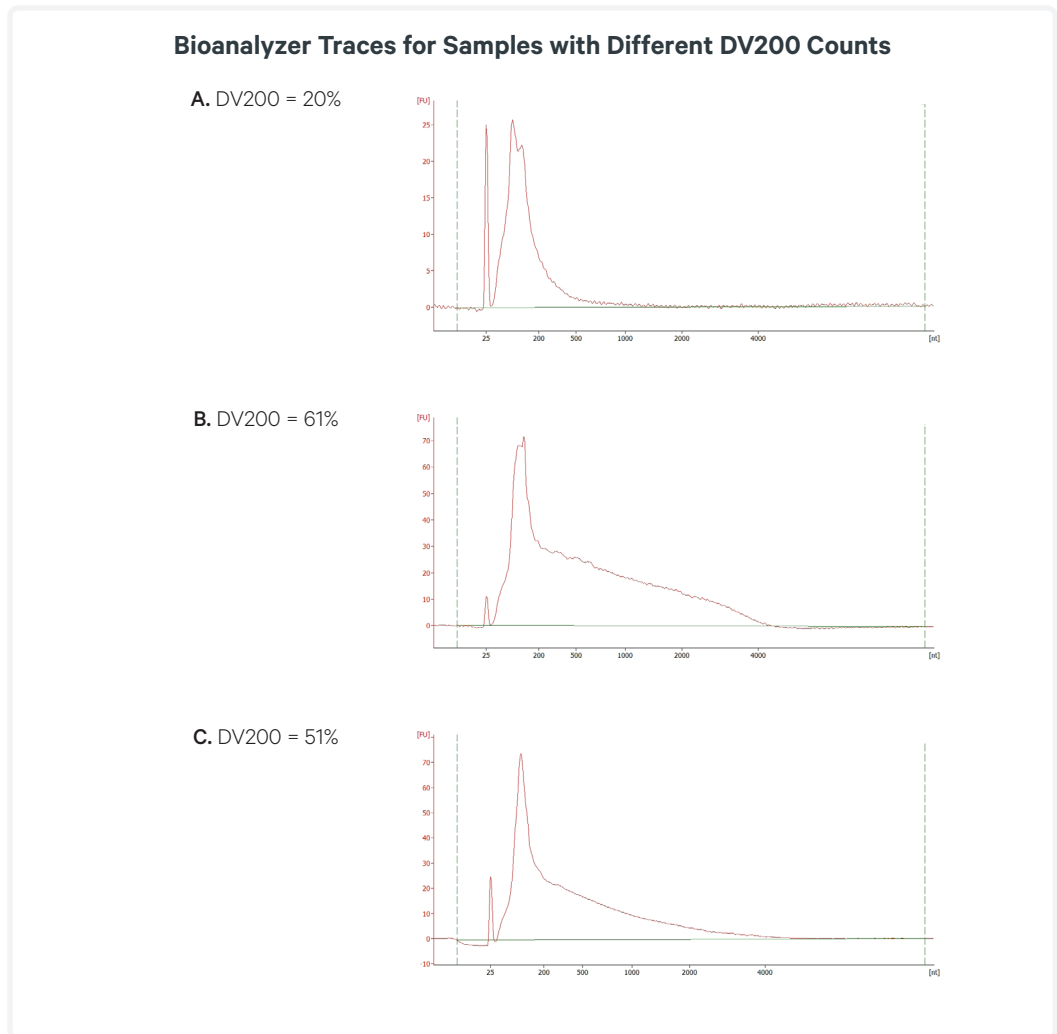 Bioanalyzer Traces for Samples with Different DV200 Counts
A. DV200 = 20%
[FU]
25
20
15
10
5
0
25 200 500 1000 2000 4000 [nt]
B. DV200 = 61%
[FU]
70
60
50
40
30
20
10
0
25 200 500 1000 2000 4000 [nt]
C. DV200 = 51%
[FU]
70
60
50
40
30
20
10
0
-10
25 200 500 1000 2000 4000 [nt]